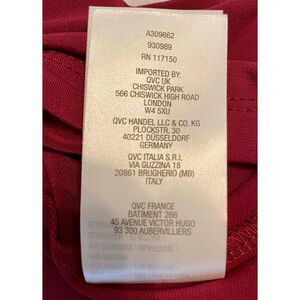 A309662
930989
RN 117150
IMPORTED BY:
QVC UK
CHISWICK PARK
566 CHISWICK HIGH ROAD
LONDON
W4 5XU
QVC HANDEL LLC & CO. KG
PLOCKSTR. 30
40221 DÜSSELDORF
GERMANY
QVC ITALIA S.R.L
VIA GUZZINA 18
20861 BRUGHERIO (MB)
ITALY
QVC FRANCE
BATIMENT 266
45 AVENUE VICTOR HUGO
93 300 AUBERVILLIERS